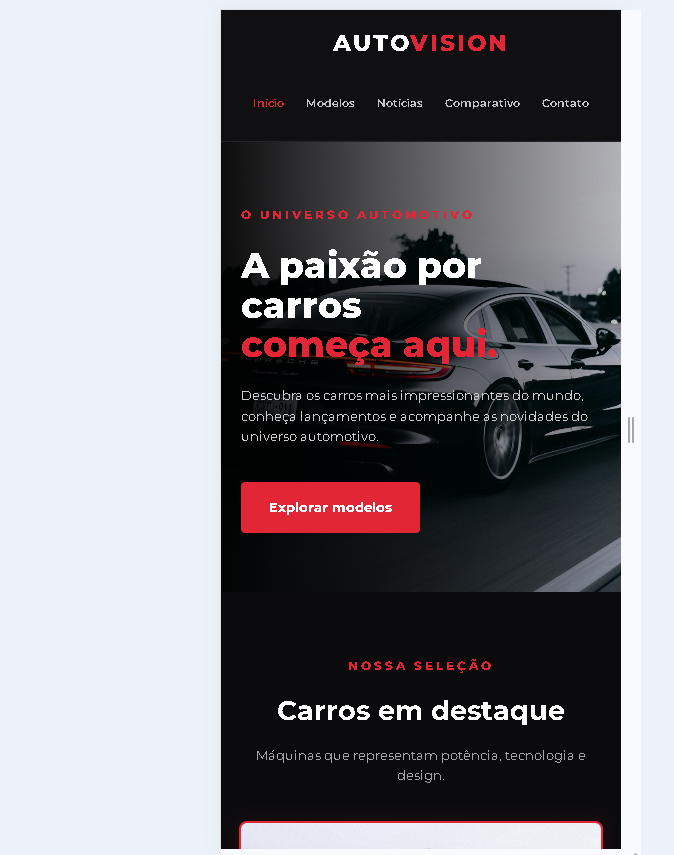 AUTOVISION
Início Modelos Notícias Comparativo Contato
O UNIVERSO AUTOMOTIVO
A paixão por
carros
começa aqui.
Descubra os carros mais impressionantes do mundo,
conheça lançamentos e acompanhe as novidades do
universo automotivo.
Explorar modelos
NOSSA SELEÇÃO
Carros em destaque
Máquinas que representam potência, tecnologia e
design.